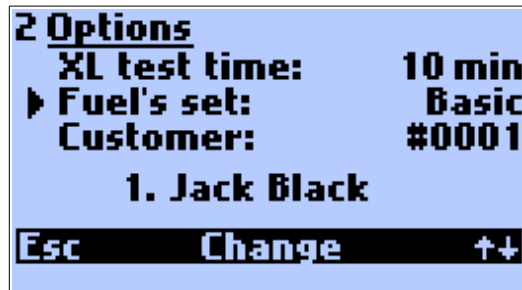 2 Options
XL test time: 10 min
Fuel's set: Basic
Customer: #0001
1. Jack Black
Esc Change